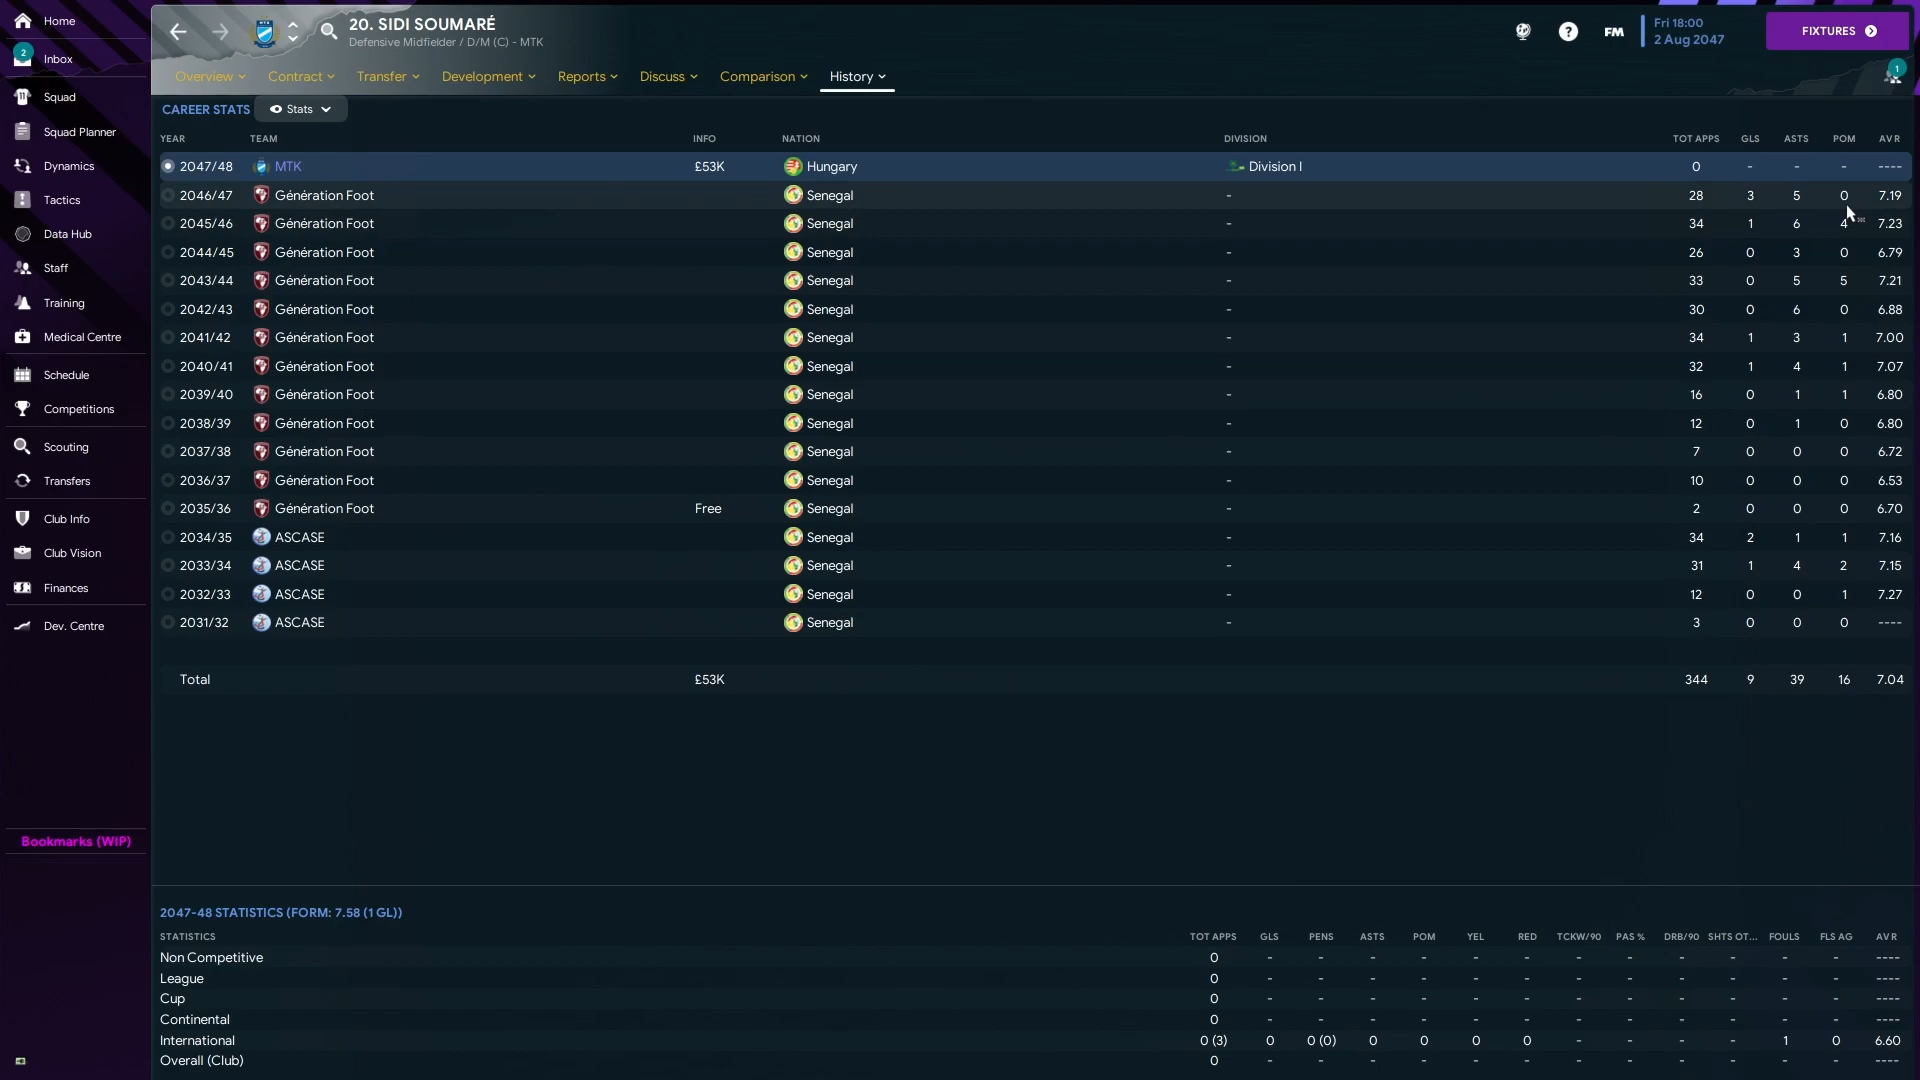 Home
20. SIDI SOUMARÉ
Defensive Midfielder / D/M (C) - MTK
FM
Fri 18:00
2 Aug 2047
FIXTURES
2
Inbox
Overview Contract Transfer Development Reports Discuss Comparison History
1
Squad
Squad Planner
Dynamics
Tactics
Data Hub
Staff
Training
Medical Centre
Schedule
Competitions
Scouting
Transfers
Club Info
Club Vision
Finances
Dev. Centre
Bookmarks (WIP)
CAREER STATS Stats
YEAR TEAM INFO NATION DIVISION TOT APPS GLS ASTS POM AV R
2047/48 MTK £53K Hungary Division I 0 - - - ----
2046/47 Génération Foot Senegal - 28 3 5 0 7.19
2045/46 Génération Foot Senegal - 34 1 6 4 7.23
2044/45 Génération Foot Senegal - 26 0 3 0 6.79
2043/44 Génération Foot Senegal - 33 0 5 5 7.21
2042/43 Génération Foot Senegal - 30 0 6 0 6.88
2041/42 Génération Foot Senegal - 34 1 3 1 7.00
2040/41 Génération Foot Senegal - 32 1 4 1 7.07
2039/40 Génération Foot Senegal - 16 0 1 1 6.80
2038/39 Génération Foot Senegal - 12 0 1 0 6.80
2037/38 Génération Foot Senegal - 7 0 0 0 6.72
2036/37 Génération Foot Senegal - 10 0 0 0 6.53
2035/36 Génération Foot Free Senegal - 2 0 0 0 6.70
2034/35 ASCASE Senegal - 34 2 1 1 7.16
2033/34 ASCASE Senegal - 31 1 4 2 7.15
2032/33 ASCASE Senegal - 12 0 0 1 7.27
2031/32 ASCASE Senegal - 3 0 0 0 ----
Total £53K 344 9 39 16 7.04
2047-48 STATISTICS (FORM: 7.58 (1 GL))
STATISTICS TOT APPS GLS PENS ASTS POM YEL RED TCKW/90 PAS % DRB/90 SHTS OT... FOULS FLS AG AV R
Non Competitive 0 - - - - - - - - - - - - ----
League 0 - - - - - - - - - - - - ----
Cup 0 - - - - - - - - - - - - ----
Continental 0 - - - - - - - - - - - - ----
International 0 (3) 0 0 (0) 0 0 0 0 - - - - 1 0 6.60
Overall (Club) 0 - - - - - - - - - - - - ----